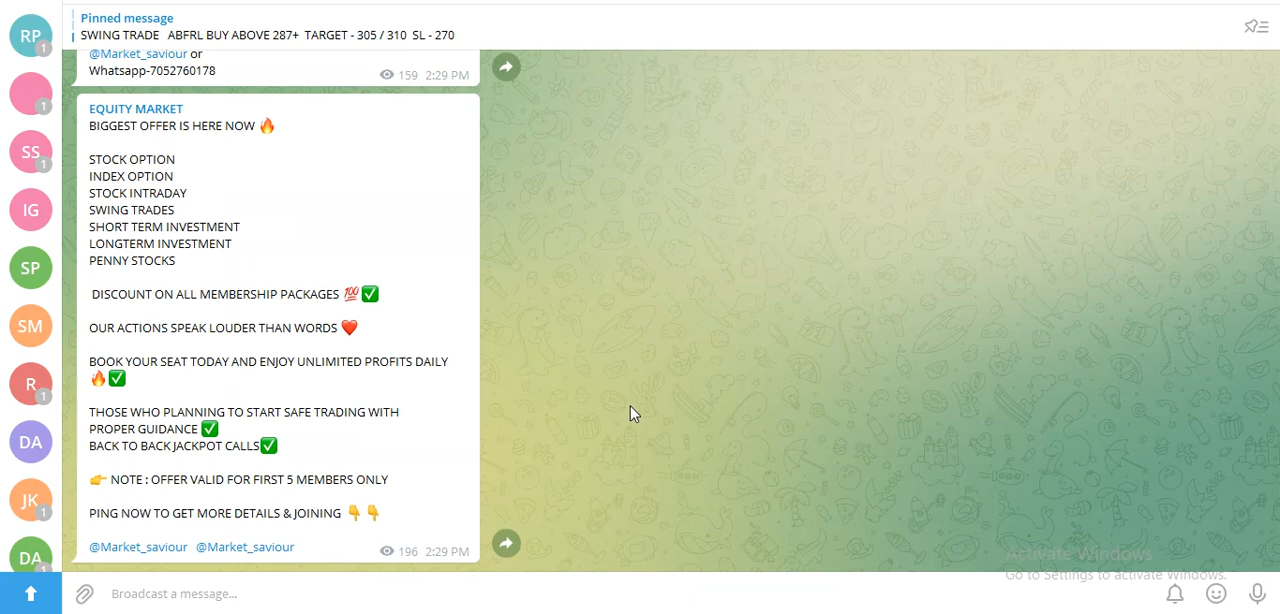 Pinned message
SWING TRADE ABFRL BUY ABOVE 287+ TARGET - 305 / 310 SL - 270
@Market_saviour or
Whatsapp-7052760178
159 2:29 PM
EQUITY MARKET
BIGGEST OFFER IS HERE NOW 🔥
STOCK OPTION
INDEX OPTION
STOCK INTRADAY
SWING TRADES
SHORT TERM INVESTMENT
LONGTERM INVESTMENT
PENNY STOCKS
DISCOUNT ON ALL MEMBERSHIP PACKAGES 💯✅
OUR ACTIONS SPEAK LOUDER THAN WORDS ❤️
BOOK YOUR SEAT TODAY AND ENJOY UNLIMITED PROFITS DAILY
🔥✅
THOSE WHO PLANNING TO START SAFE TRADING WITH
PROPER GUIDANCE ✅
BACK TO BACK JACKPOT CALLS✅
👉 NOTE : OFFER VALID FOR FIRST 5 MEMBERS ONLY
PING NOW TO GET MORE DETAILS & JOINING 👇👇
@Market_saviour @Market_saviour
196 2:29 PM
RP
1
1
SS
1
IG
SP
SM
R
1
DA
JK
1
DA
1
Activate Windows
Go to Settings to activate Windows.
Broadcast a message...